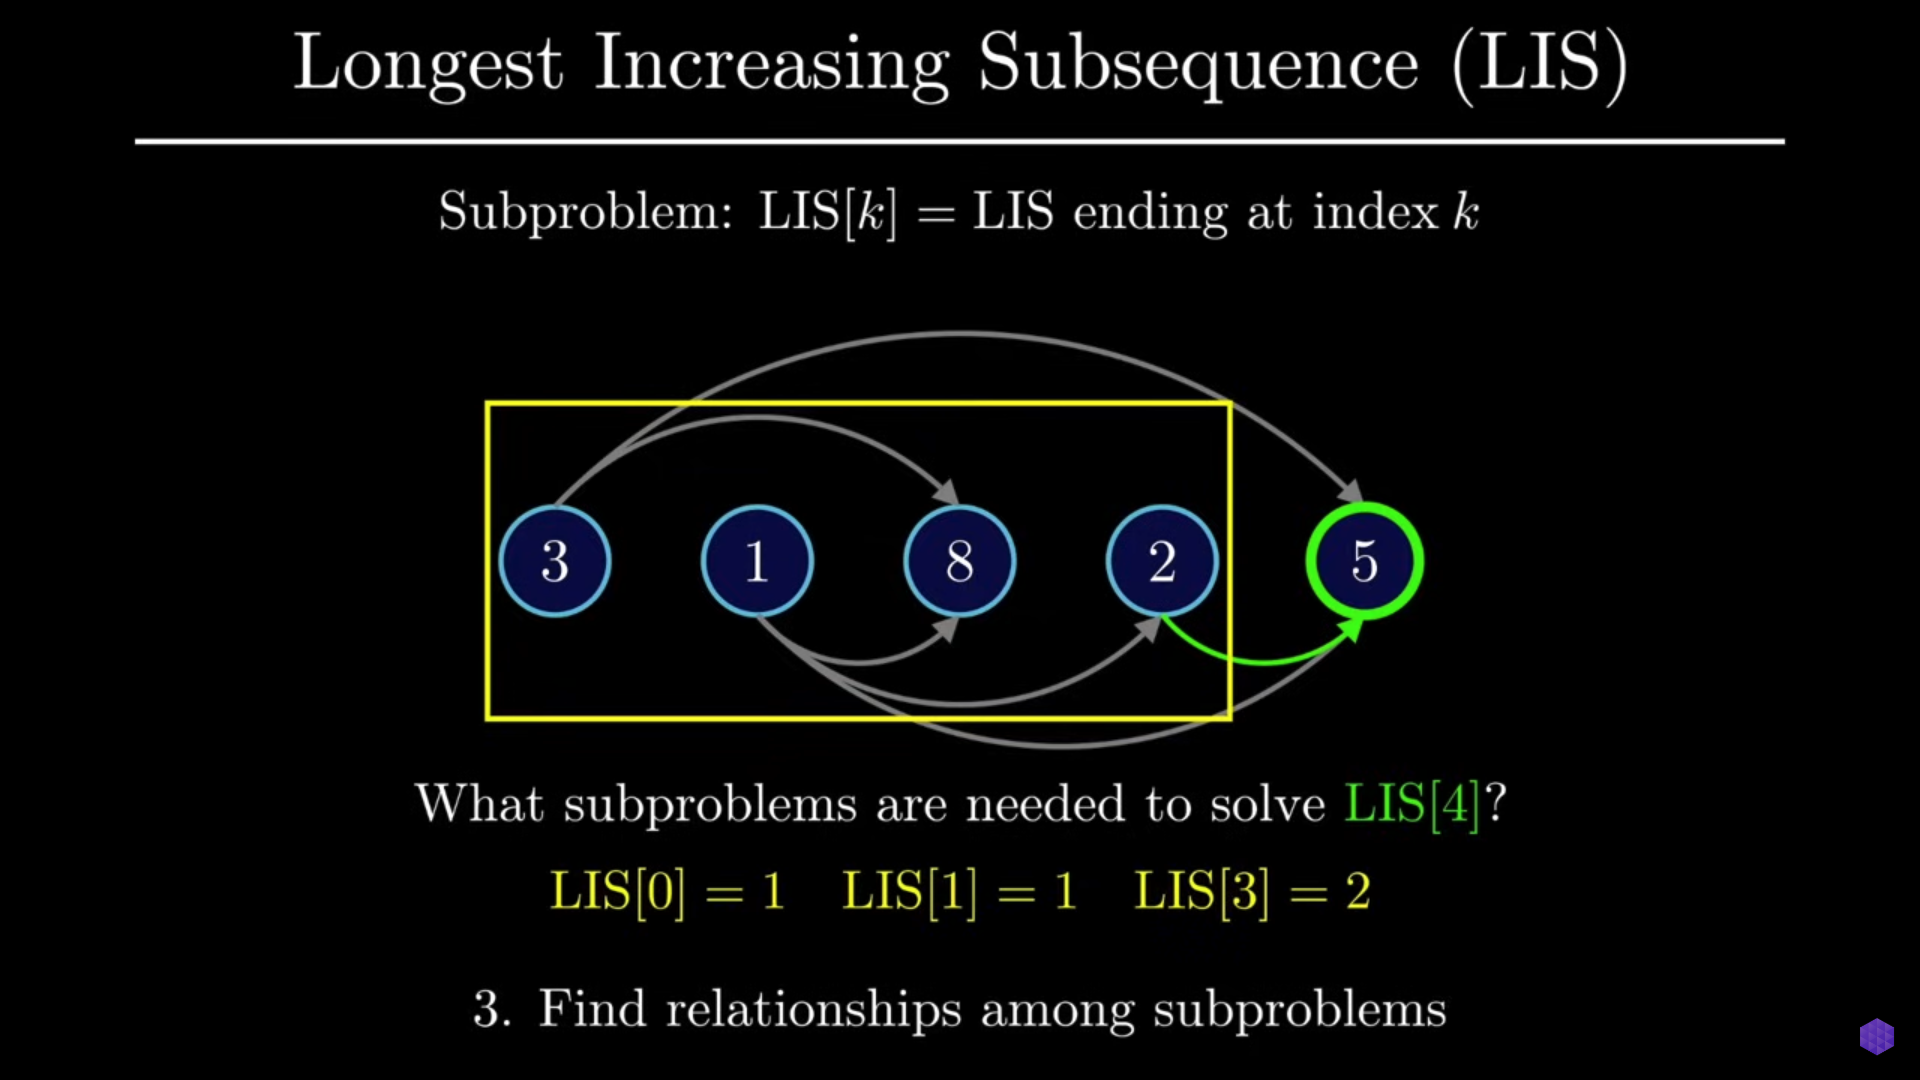 Longest Increasing Subsequence (LIS)
Subproblem: LIS[k] = LIS ending at index k
3 1 8 2 5
What subproblems are needed to solve LIS[4]?
LIS[0] = 1 LIS[1] = 1 LIS[3] = 2
3. Find relationships among subproblems